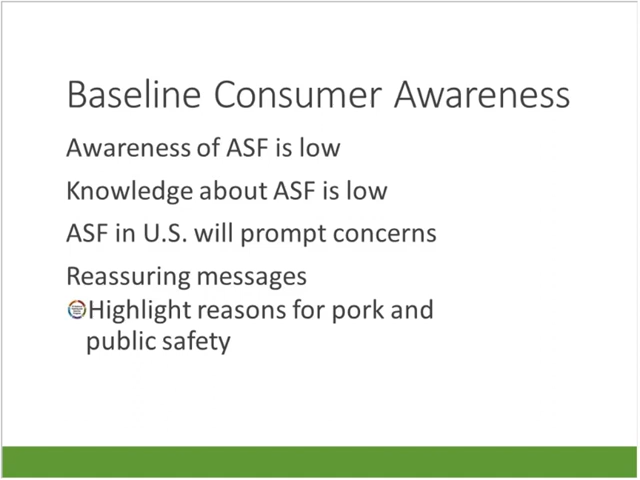 Baseline Consumer Awareness
Awareness of ASF is low
Knowledge about ASF is low
ASF in U.S. will prompt concerns
Reassuring messages
Highlight reasons for pork and
public safety